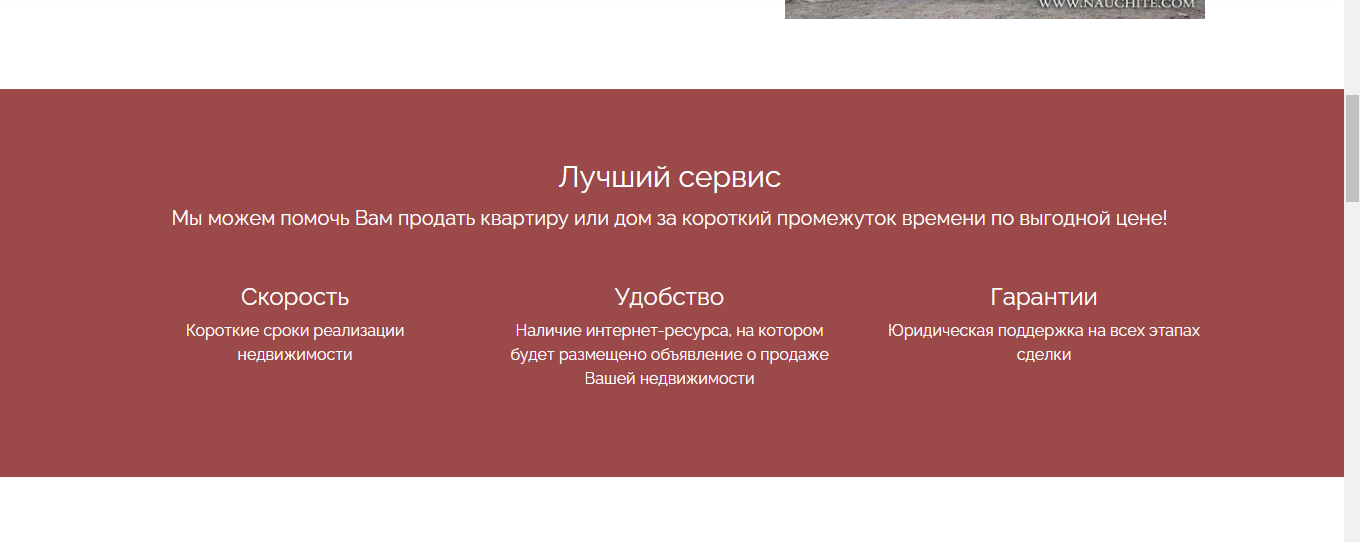 WWW.NAUCHITE.COM
Лучший сервис
Мы можем помочь Вам продать квартиру или дом за короткий промежуток времени по выгодной цене!
Скорость
Короткие сроки реализации
недвижимости
Удобство
Наличие интернет-ресурса, на котором
будет размещено объявление о продаже
Вашей недвижимости
Гарантии
Юридическая поддержка на всех этапах
сделки